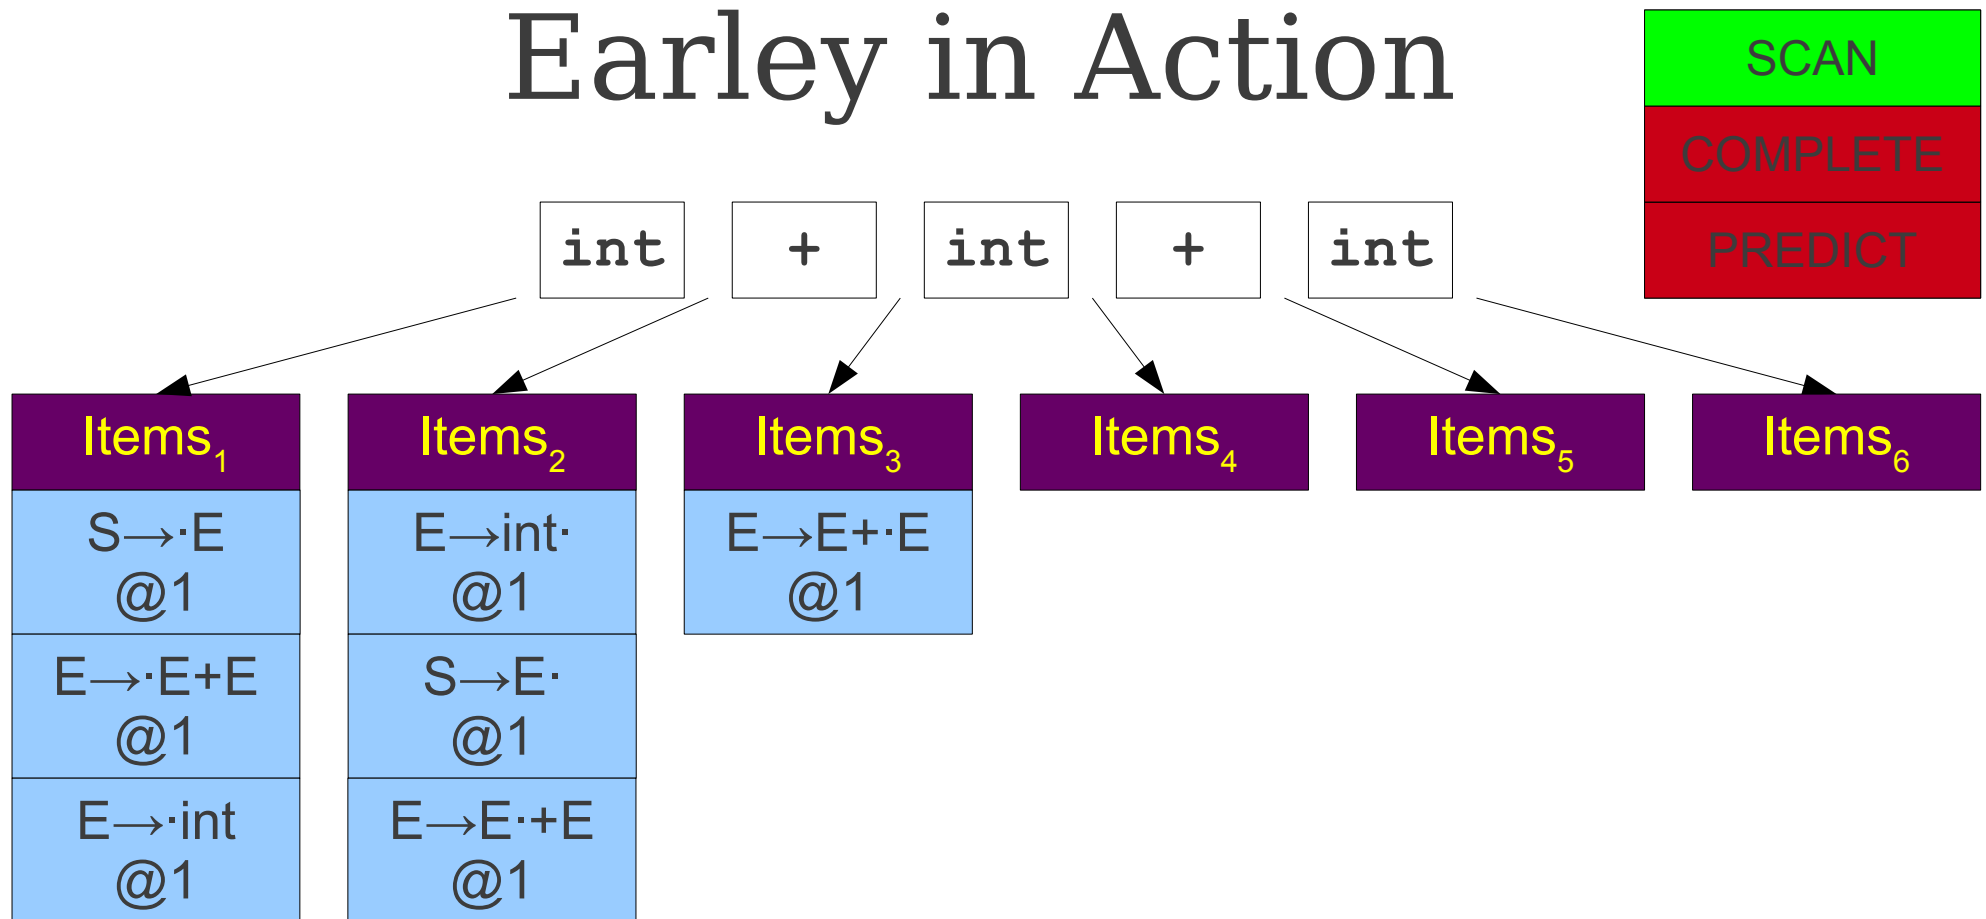 Earley in Action
SCAN
COMPLETE
PREDICT
int + int + int
Items₁ Items₂ Items₃ Items₄ Items₅ Items₆
S→·E E→int· E→E+·E
@1 @1 @1
E→·E+E S→E·
@1 @1
E→·int E→E·+E
@1 @1